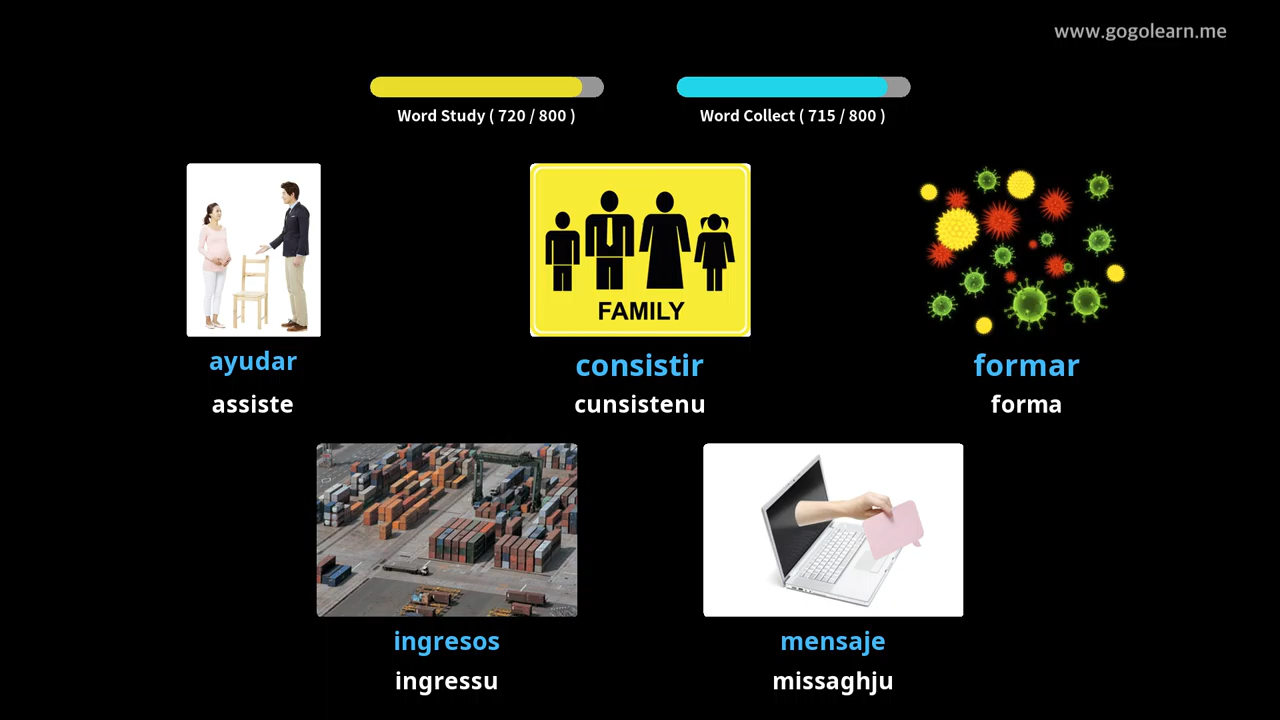 www.gogolearn.me
Word Study ( 720 / 800 )
Word Collect ( 715 / 800 )
FAMILY
ayudar
assiste
consistir
cunsistenu
formar
forma
ingresos
ingressu
mensaje
missaghju